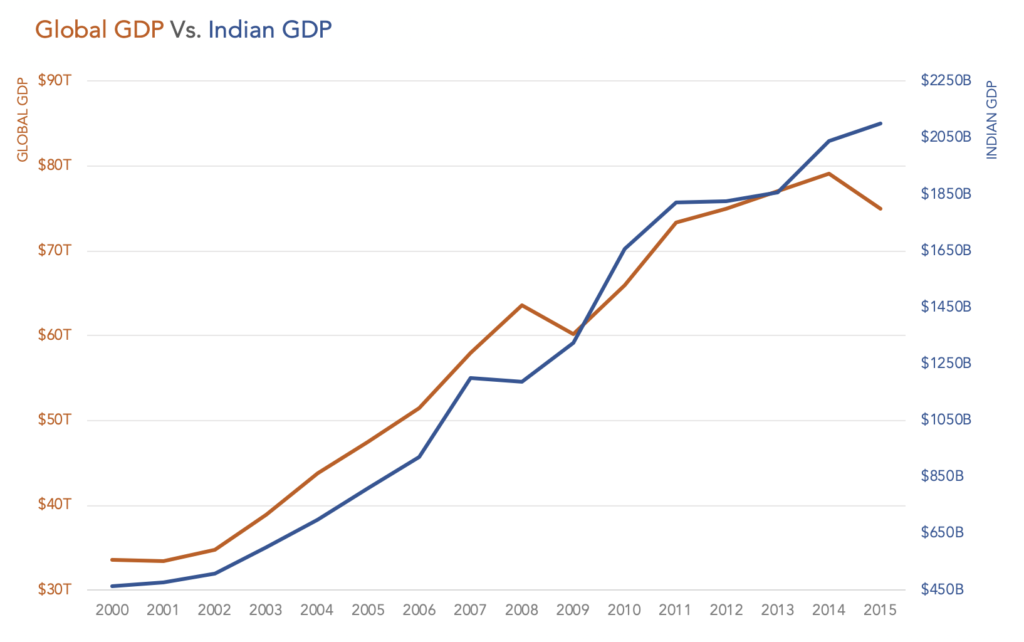 Global GDP Vs. Indian GDP
GLOBAL GDP
$90T
$80T
$70T
$60T
$50T
$40T
$30T
$2250B
$2050B
$1850B
$1650B
$1450B
$1250B
$1050B
$850B
$650B
$450B
INDIAN GDP
2000 2001 2002 2003 2004 2005 2006 2007 2008 2009 2010 2011 2012 2013 2014 2015